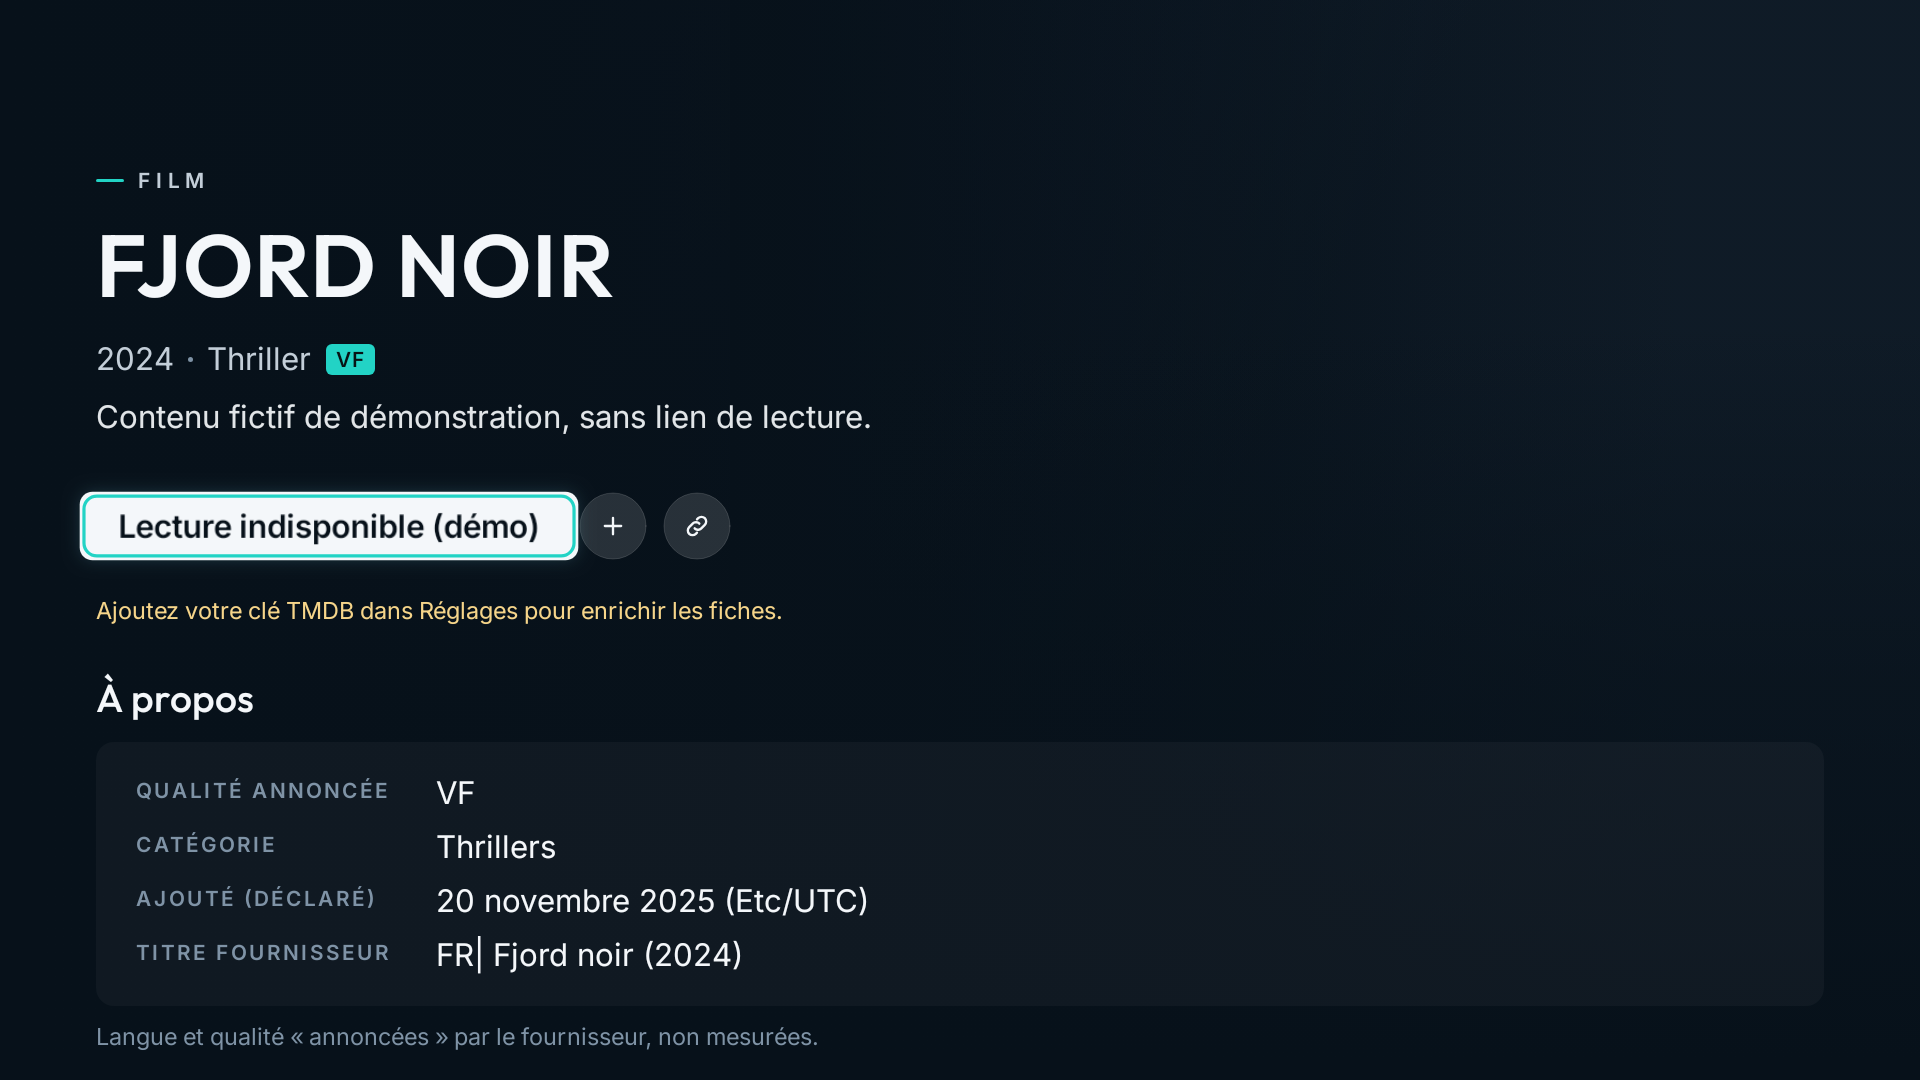 FILM
FJORD NOIR
2024 · Thriller VF
Contenu fictif de démonstration, sans lien de lecture.
Lecture indisponible (démo)
Ajoutez votre clé TMDB dans Réglages pour enrichir les fiches.
À propos
QUALITÉ ANNONCÉE VF
CATÉGORIE Thrillers
AJOUTÉ (DÉCLARÉ) 20 novembre 2025 (Etc/UTC)
TITRE FOURNISSEUR FR| Fjord noir (2024)
Langue et qualité « annoncées » par le fournisseur, non mesurées.